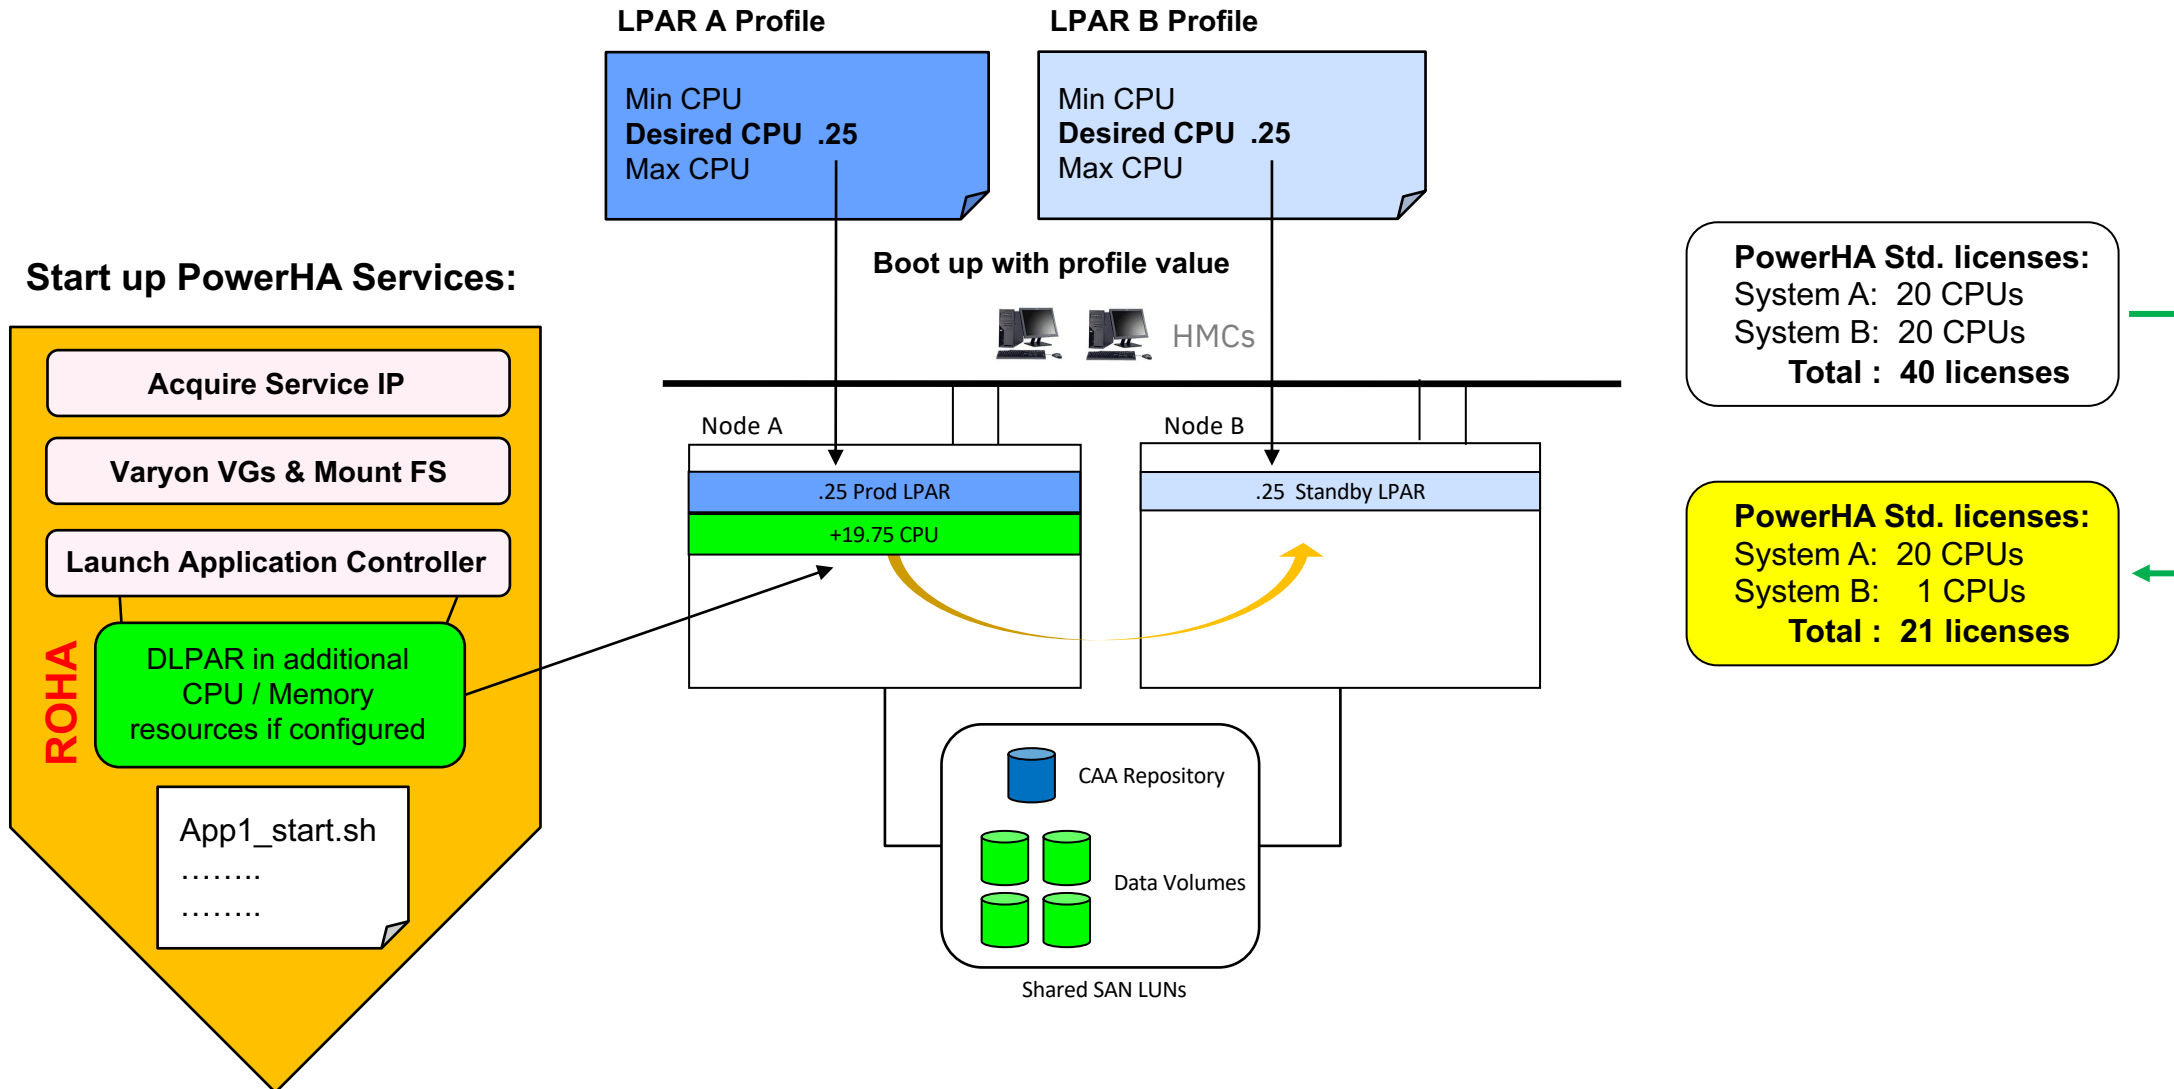 LPAR A Profile
LPAR B Profile
Min CPU
Desired CPU .25
Max CPU
Min CPU
Desired CPU .25
Max CPU
Boot up with profile value
HMCs
Start up PowerHA Services:
Acquire Service IP
Varyon VGs & Mount FS
Launch Application Controller
ROHA
DLPAR in additional
CPU / Memory
resources if configured
App1_start.sh
........
........
Node A
Node B
.25 Prod LPAR
+19.75 CPU
.25 Standby LPAR
CAA Repository
Data Volumes
Shared SAN LUNs
PowerHA Std. licenses:
System A: 20 CPUs
System B: 20 CPUs
Total : 40 licenses
PowerHA Std. licenses:
System A: 20 CPUs
System B: 1 CPUs
Total : 21 licenses